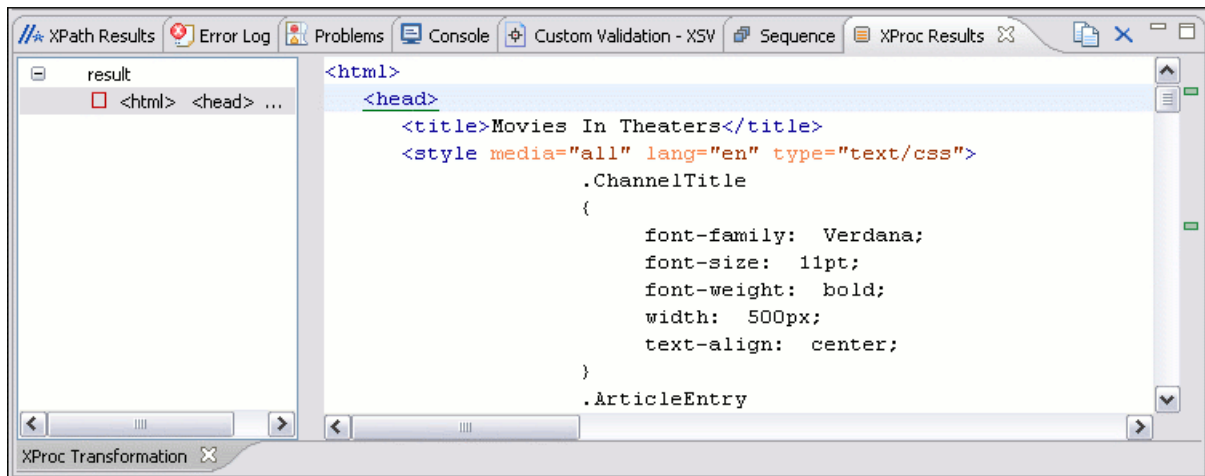 XPath Results Error Log Problems Console Custom Validation - XSV Sequence XProc Results
result
<html> <head> ...
<html>
<head>
<title>Movies In Theaters</title>
<style media="all" lang="en" type="text/css">
.ChannelTitle
{
font-family: Verdana;
font-size: 11pt;
font-weight: bold;
width: 500px;
text-align: center;
}
.ArticleEntry
XProc Transformation